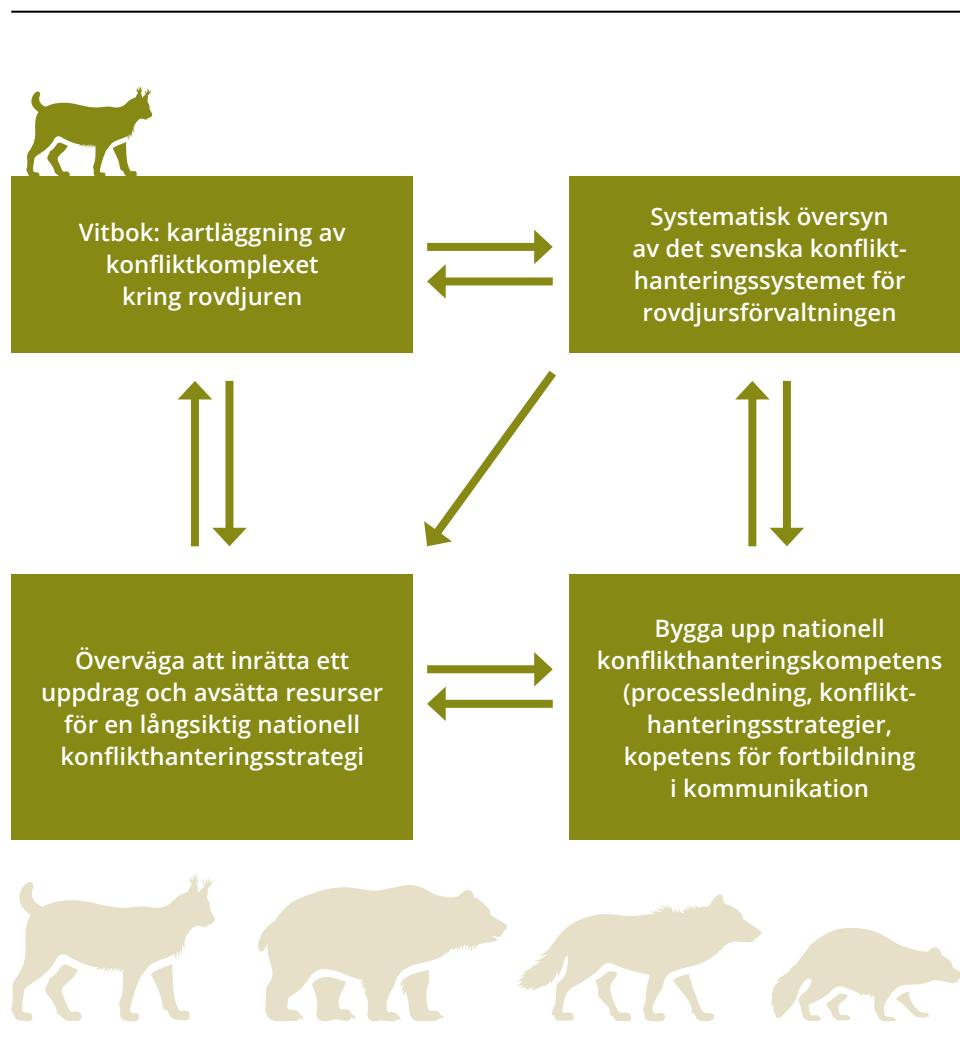 Vitbok: kartläggning av
konfliktkomplexet
kring rovdjuren
Systematisk översyn
av det svenska konflikt-
hanteringssystemet för
rovdjursförvaltningen
Överväga att inrätta ett
uppdrag och avsätta resurser
för en långsiktig nationell
konflikthanteringsstrategi
Bygga upp nationell
konflikthanteringskompetens
(processledning, konflikt-
hanteringsstrategier,
kopetens för fortbildning
i kommunikation